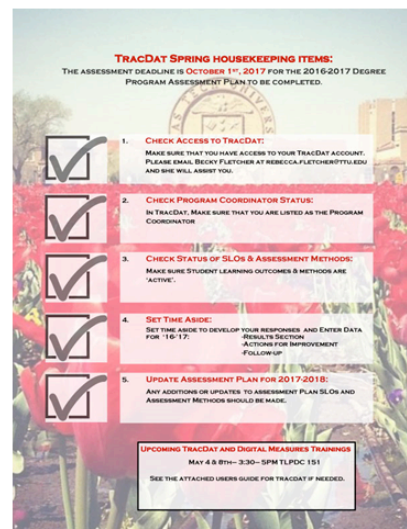 TracDat Spring housekeeping items:
The assessment deadline is October 1st, 2017 for the 2016-2017 Degree
Program Assessment Plan to be completed.
1. Check Access to TracDat:
Make sure that you have access to your TracDat account.
Please email Becky Fletcher at rebecca.fletcher@ttu.edu
and she will assist you.
2. Check Program Coordinator Status:
In TracDat, make sure that you are listed as the Program
Coordinator
3. Check Status of SLOs & Assessment Methods:
Make sure Student learning outcomes & methods are
'active'.
4. Set Time Aside:
Set time aside to develop your responses and Enter Data
for '16-'17: -Results Section
-Actions for Improvement
-Follow-up
5. Update Assessment Plan for 2017-2018:
Any additions or updates to assessment Plan SLOs and
Assessment Methods should be made.
Upcoming TracDat and Digital Measures Trainings
May 4 & 8th– 3:30– 5pm TLPDC 151
See the attached users guide for tracdat if needed.